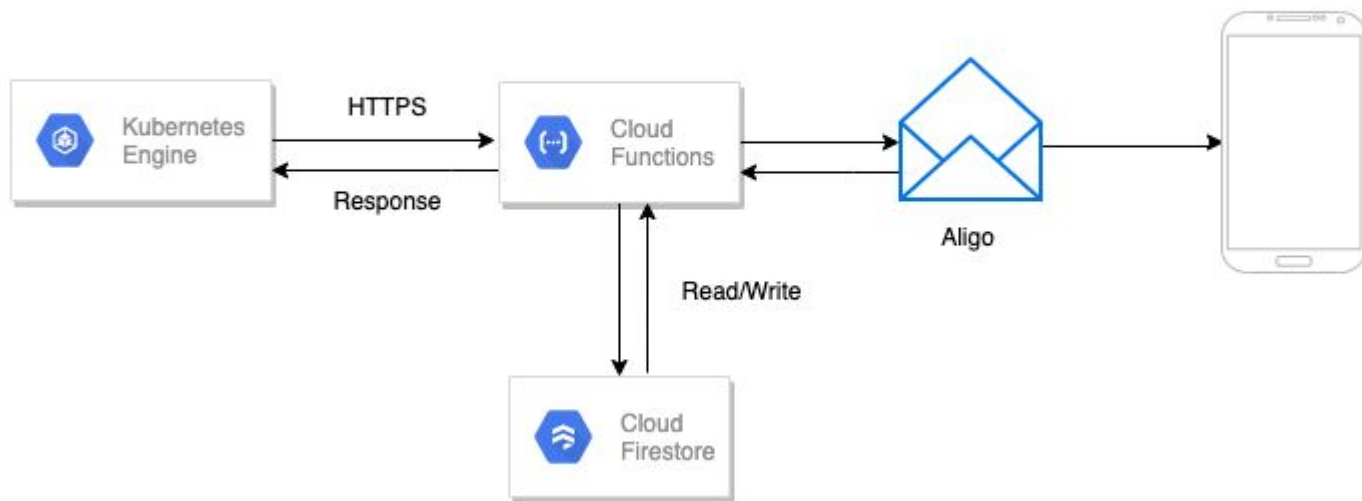 HTTPS
Kubernetes
Engine
Response
Cloud
Functions
Aligo
Read/Write
Cloud
Firestore